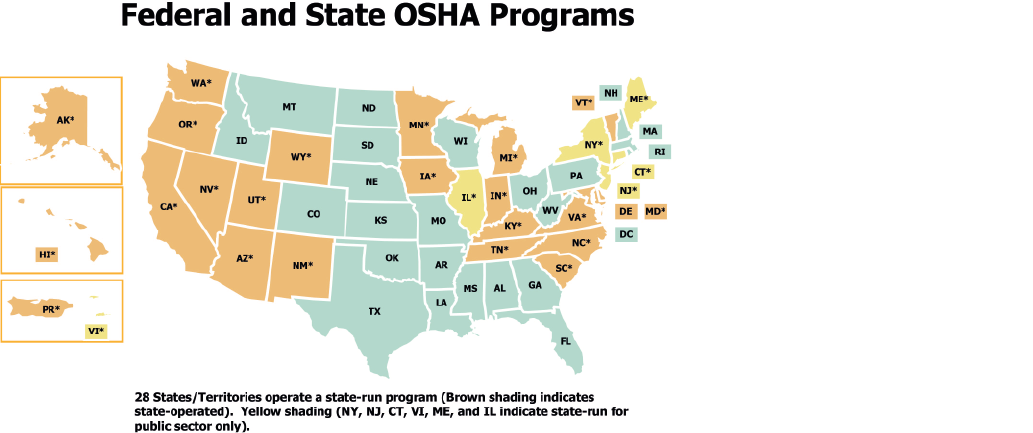 Federal and State OSHA Programs
WA*
MT
ND
MN*
VT*
NH
ME*
AK*
OR*
ID
SD
WI
MI*
NY*
MA
RI
WY*
NE
IA*
IL*
IN*
OH
PA
CT*
NJ*
NV*
UT*
CO
KS
MO
KY*
WV
VA*
DE
MD*
DC
CA*
AZ*
NM*
OK
AR
TN*
NC*
SC*
HI*
TX
LA
MS
AL
GA
FL
PR*
VI*
28 States/Territories operate a state-run program (Brown shading indicates
state-operated).  Yellow shading (NY, NJ, CT, VI, ME, and IL indicate state-run for
public sector only).